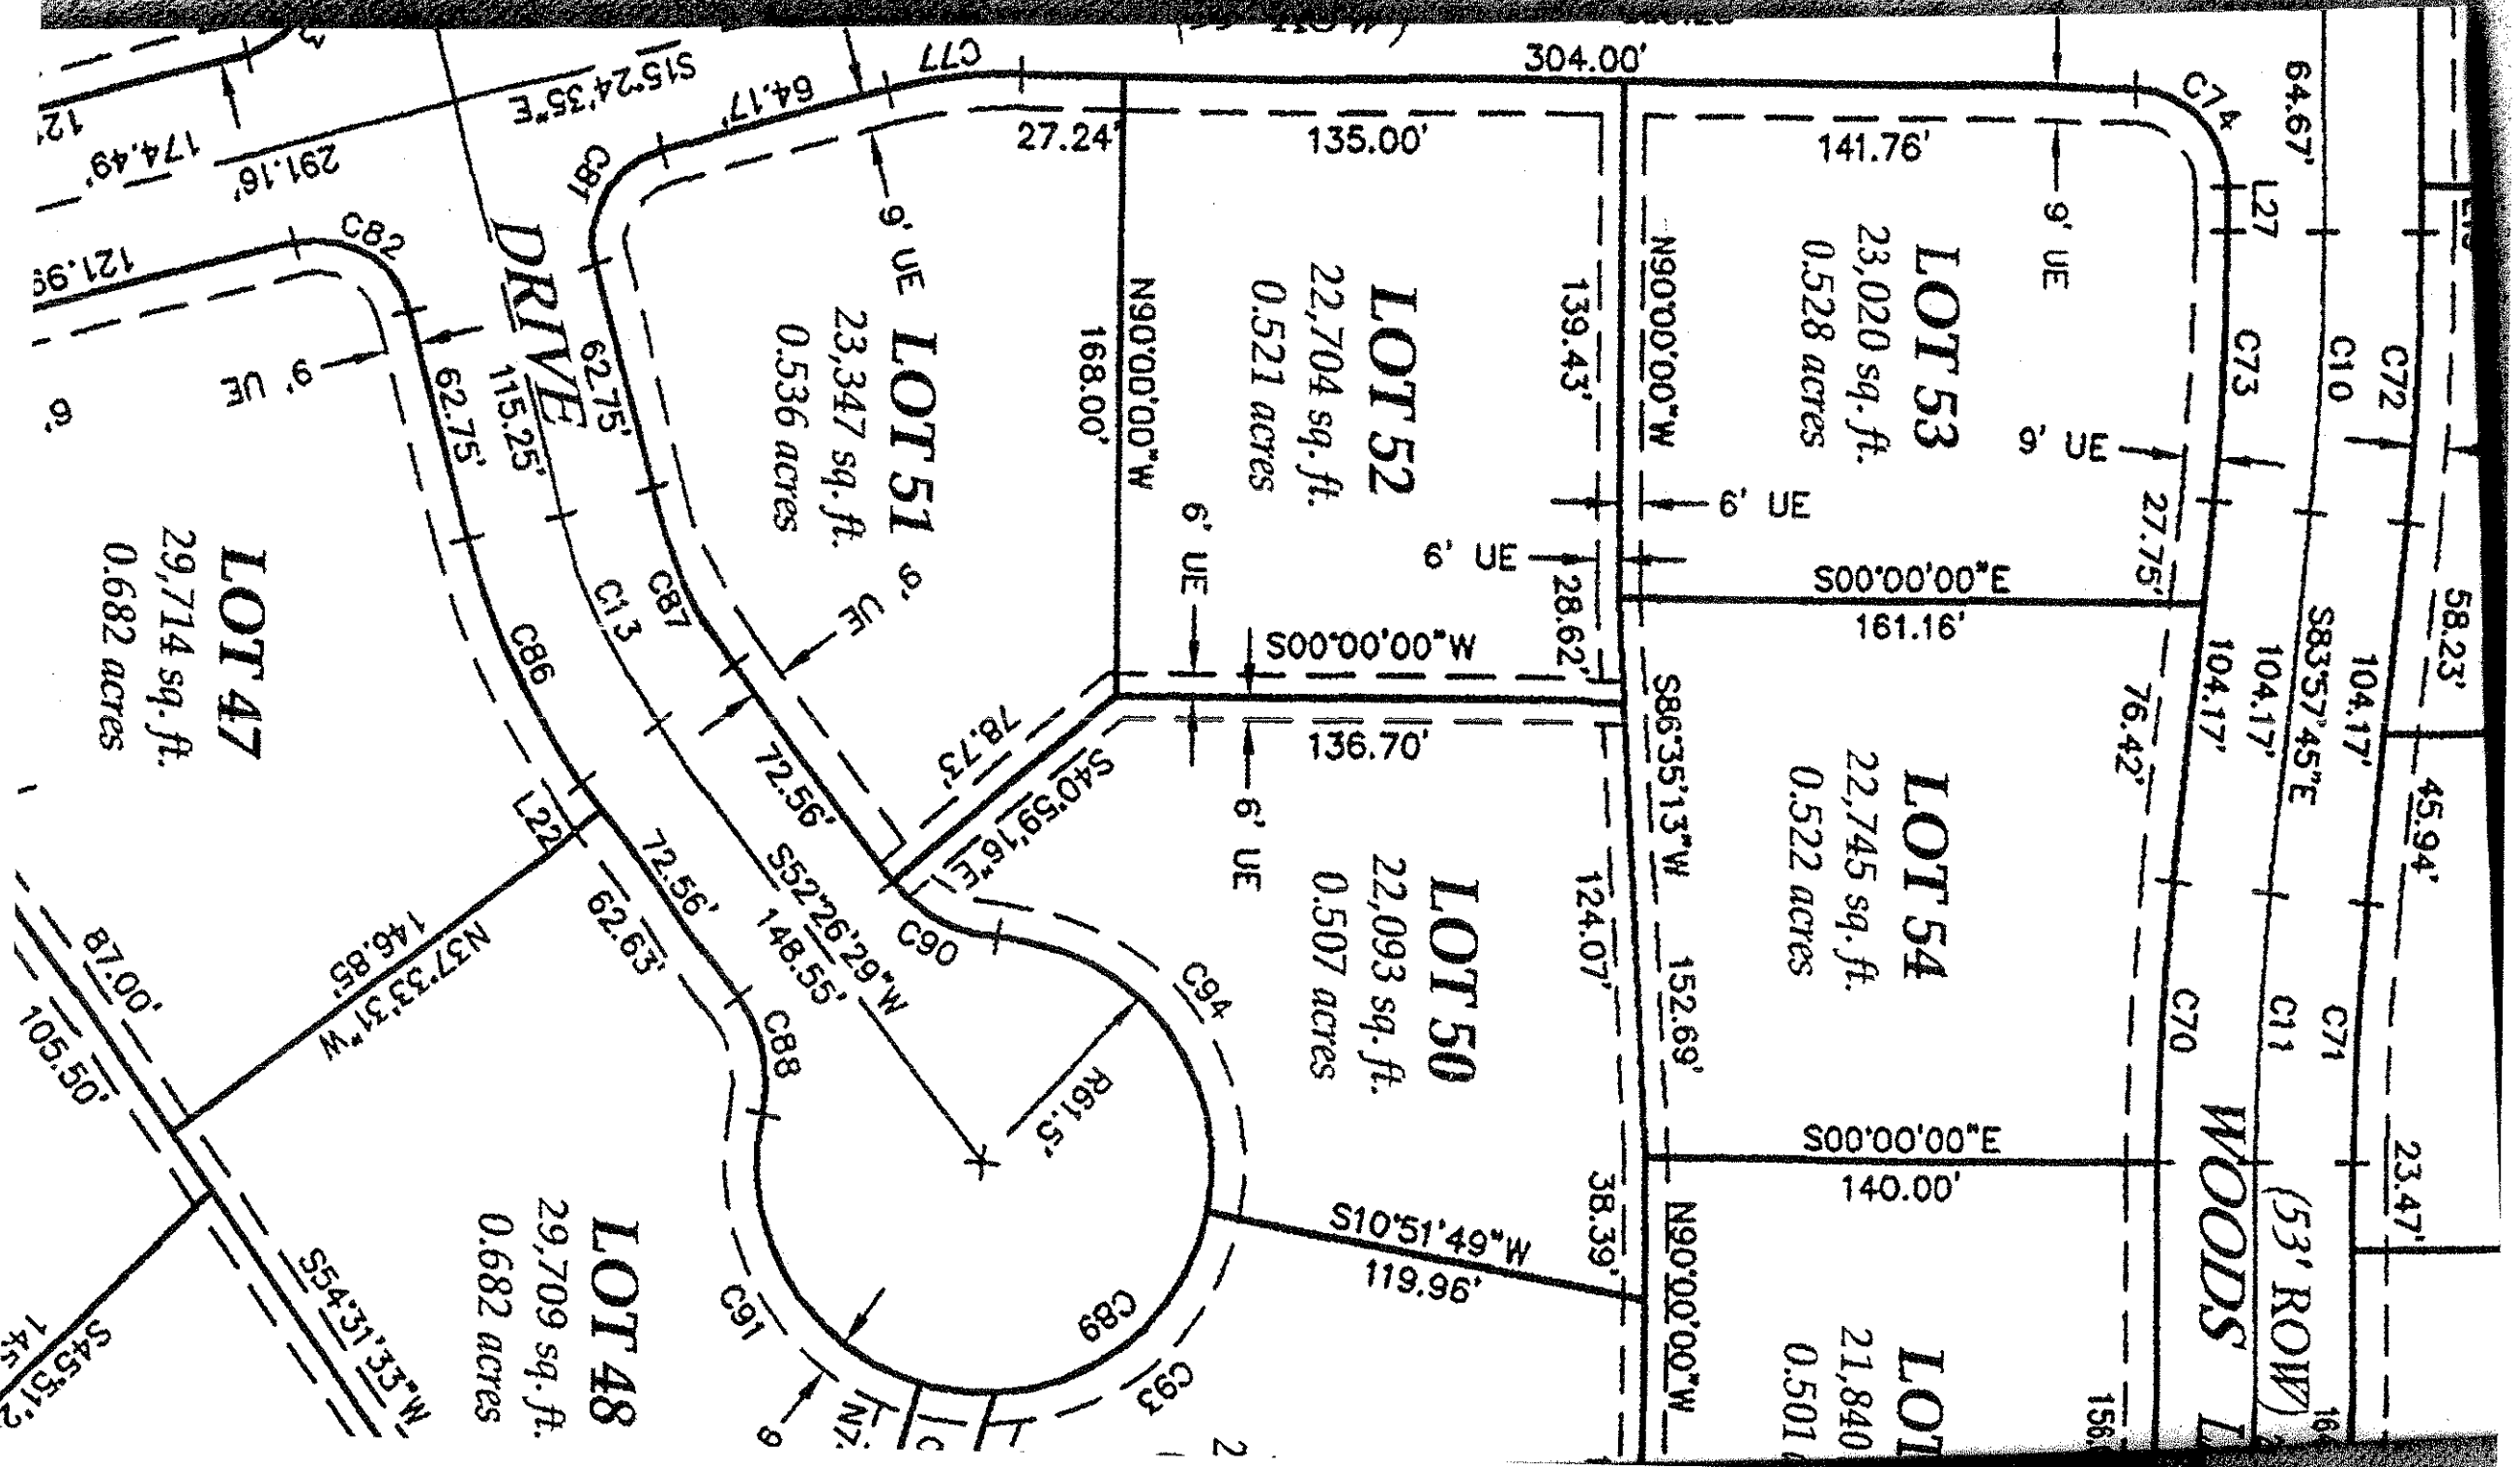 304.00'
C77
64.17'
S15°24'35"E
291.16'
174.49'
27.24'
135.00'
141.76'
C74
64.67'
L27
C81
C82
121.99
DRIVE
9' UE
LOT 51
23,347 sq. ft.
0.536 acres
N90°00'00"W
168.00'
LOT 52
22,704 sq. ft.
0.521 acres
139.43'
N90°00'00"W
LOT 53
23,020 sq. ft.
0.528 acres
9' UE
C73
C10
C72
9' UE
62.75'
62.75'
115.25'
9' UE
6' UE
6' UE
9' UE
6' UE
27.75'
28.62'
S00°00'00"E
161.16'
S00°00'00"W
136.70'
6' UE
78.73'
S40°59'16"E
C87
C13
C86
LOT 47
29,714 sq. ft.
0.682 acres
58.23'
104.17'
104.17'
S83°57'45"E
104.17'
76.42'
45.94'
S86°35'13"W
152.69'
124.07'
LOT 54
22,745 sq. ft.
0.522 acres
72.56'
L22
72.56'
62.63'
S52°26'29"W
148.55'
C90
C94
LOT 50
22,093 sq. ft.
0.507 acres
146.85'
N37°33'31"W
87.00'
105.50'
C88
R61.5'
C70
C11
C71
WOODS
(53' ROW)
23.47'
S00°00'00"E
140.00'
38.39'
N90°00'00"W
S10°51'49"W
119.96'
C89
C91
C93
LOT 48
29,709 sq. ft.
0.682 acres
S54°31'33"W
S45°51'2
LOT
21,840
0.501
156.